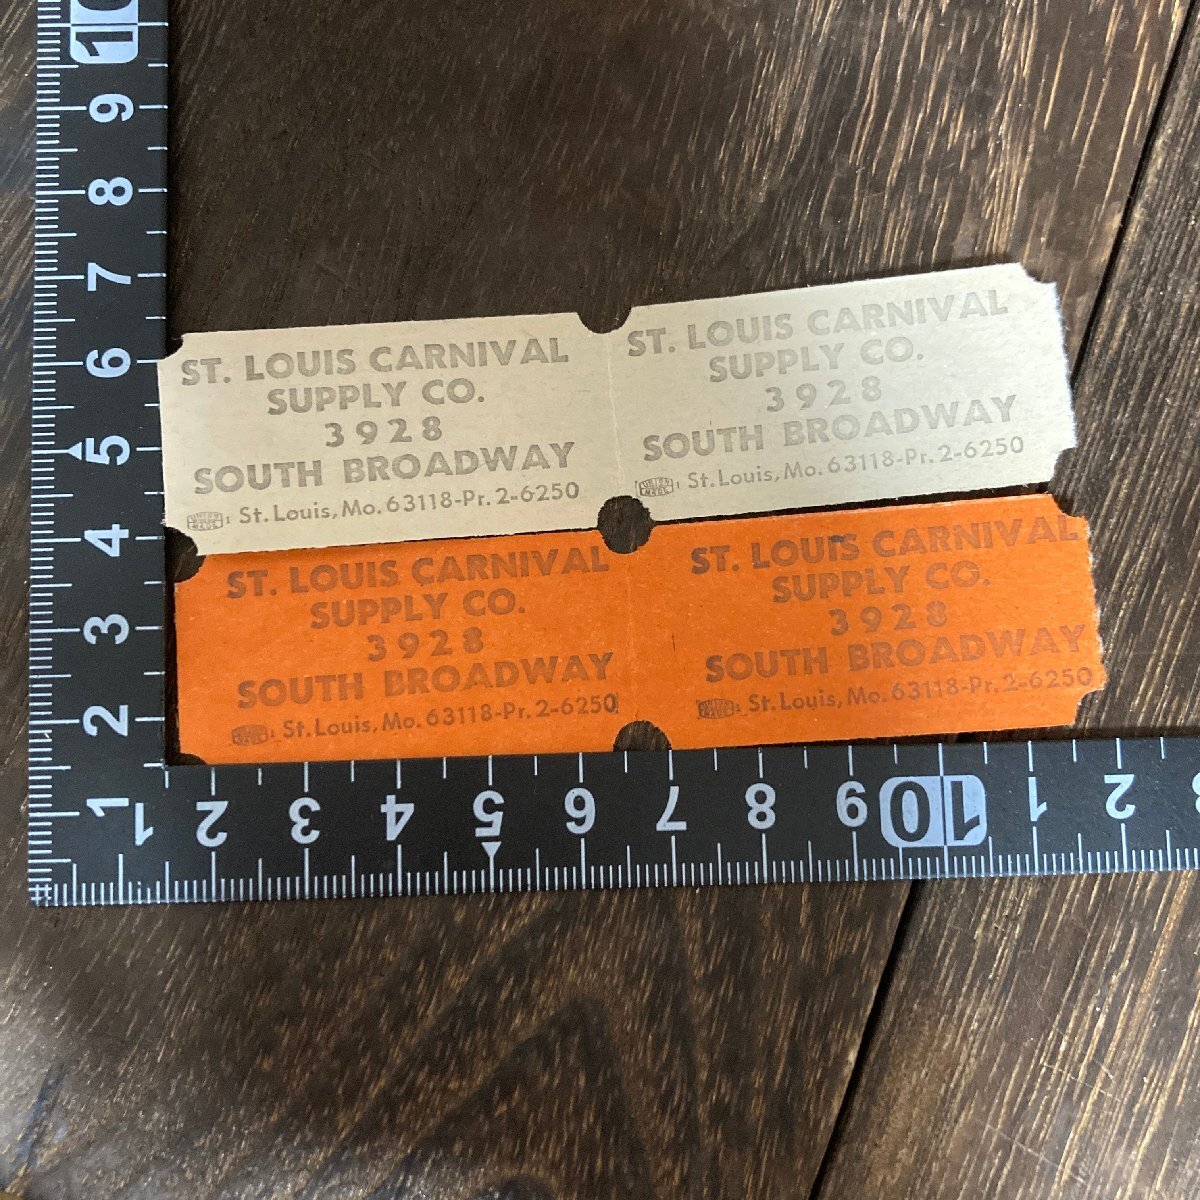 10
9
8
7
6
5
4
3
2
1
ST. LOUIS CARNIVAL
SUPPLY CO.
3928
SOUTH BROADWAY
UNION MADE 1 St. Louis, Mo. 63118-Pr. 2-6250
ST. LOUIS CARNIVAL
SUPPLY CO.
3928
SOUTH BROADWAY
St. Louis, Mo. 63118-Pr. 2-6250
ST. LOUIS CARNIVAL
SUPPLY CO.
3928
SOUTH BROADWAY
St. Louis, Mo. 63118-Pr. 2-6250
ST. LOUIS CARNIVAL
SUPPLY CO.
3928
SOUTH BROADWAY
St. Louis, Mo. 63118-Pr. 2-6250
1 2 3 4 5 6 7 8 9 10 1 2